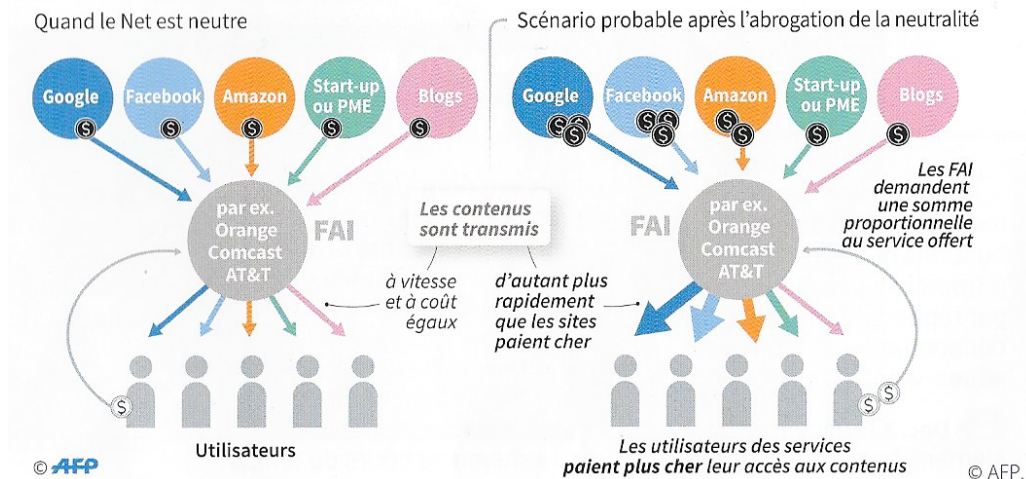 Quand le Net est neutre
Google
Facebook
Amazon
Start-up
ou PME
Blogs
$
$
$
$
$
par ex.
Orange
Comcast
AT&T
FAI
Les contenus
sont transmis
à vitesse
et à coût
égaux
d'autant plus
rapidement
que les sites
paient cher
$
Utilisateurs
© AFP
Scénario probable après l'abrogation de la neutralité
Google
Facebook
Amazon
Start-up
ou PME
Blogs
$
$
$
$
$
$
$
$
$
$
FAI
par ex.
Orange
Comcast
AT&T
Les FAI
demandent
une somme
proportionnelle
au service offert
$
$
Les utilisateurs des services
paient plus cher leur accès aux contenus
© AFP.